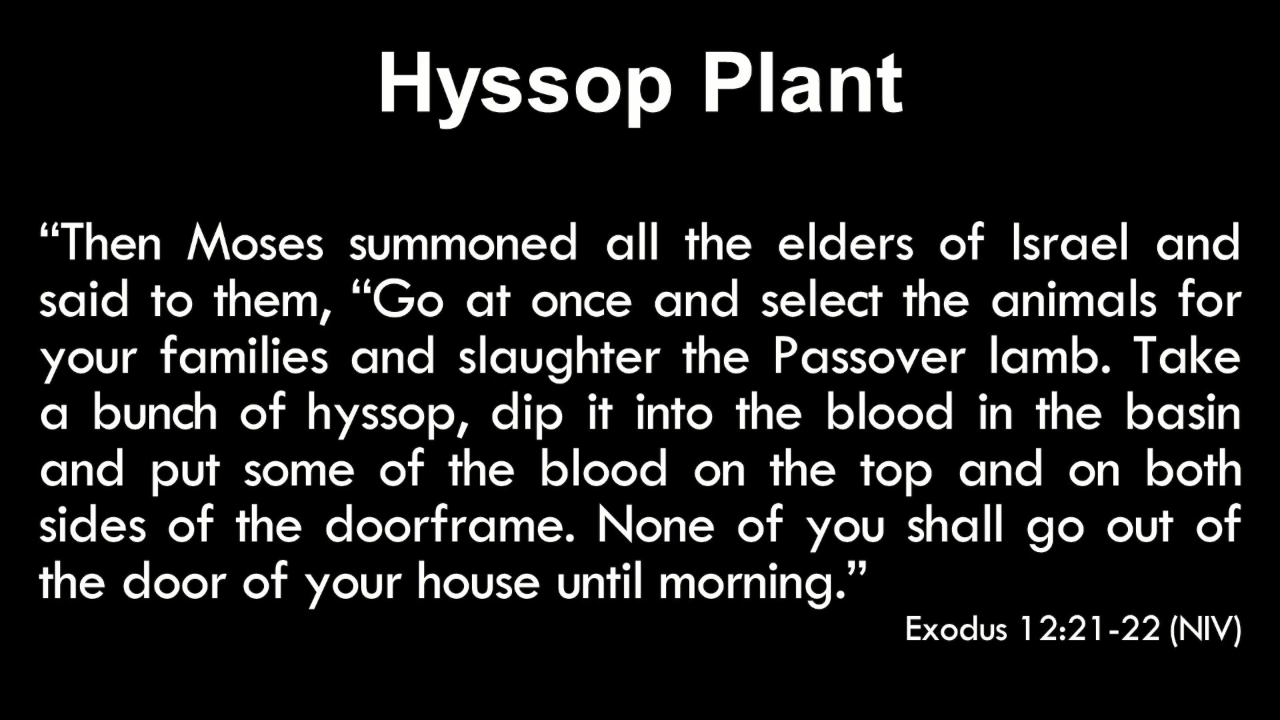 Hyssop Plant
“Then Moses summoned all the elders of Israel and
said to them, “Go at once and select the animals for
your families and slaughter the Passover lamb. Take
a bunch of hyssop, dip it into the blood in the basin
and put some of the blood on the top and on both
sides of the doorframe. None of you shall go out of
the door of your house until morning.”
Exodus 12:21-22 (NIV)